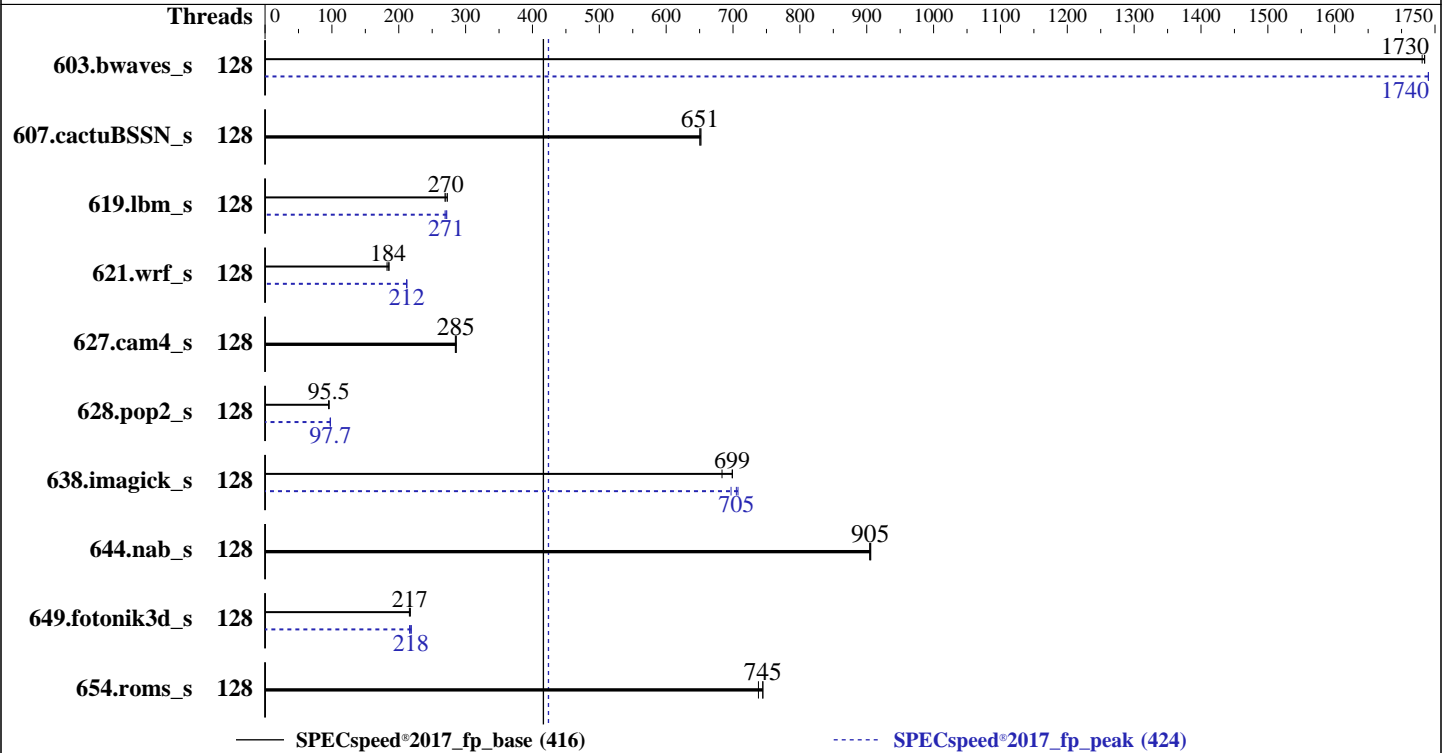 Threads 0 100 200 300 400 500 600 700 800 900 1000 1100 1200 1300 1400 1500 1600 1750
1730
603.bwaves_s 128
1740
651
607.cactuBSSN_s 128
270
619.lbm_s 128
271
184
621.wrf_s 128
212
285
627.cam4_s 128
95.5
628.pop2_s 128
97.7
699
638.imagick_s 128
705
905
644.nab_s 128
217
649.fotonik3d_s 128
218
745
654.roms_s 128
SPECspeed®2017_fp_base (416) SPECspeed®2017_fp_peak (424)